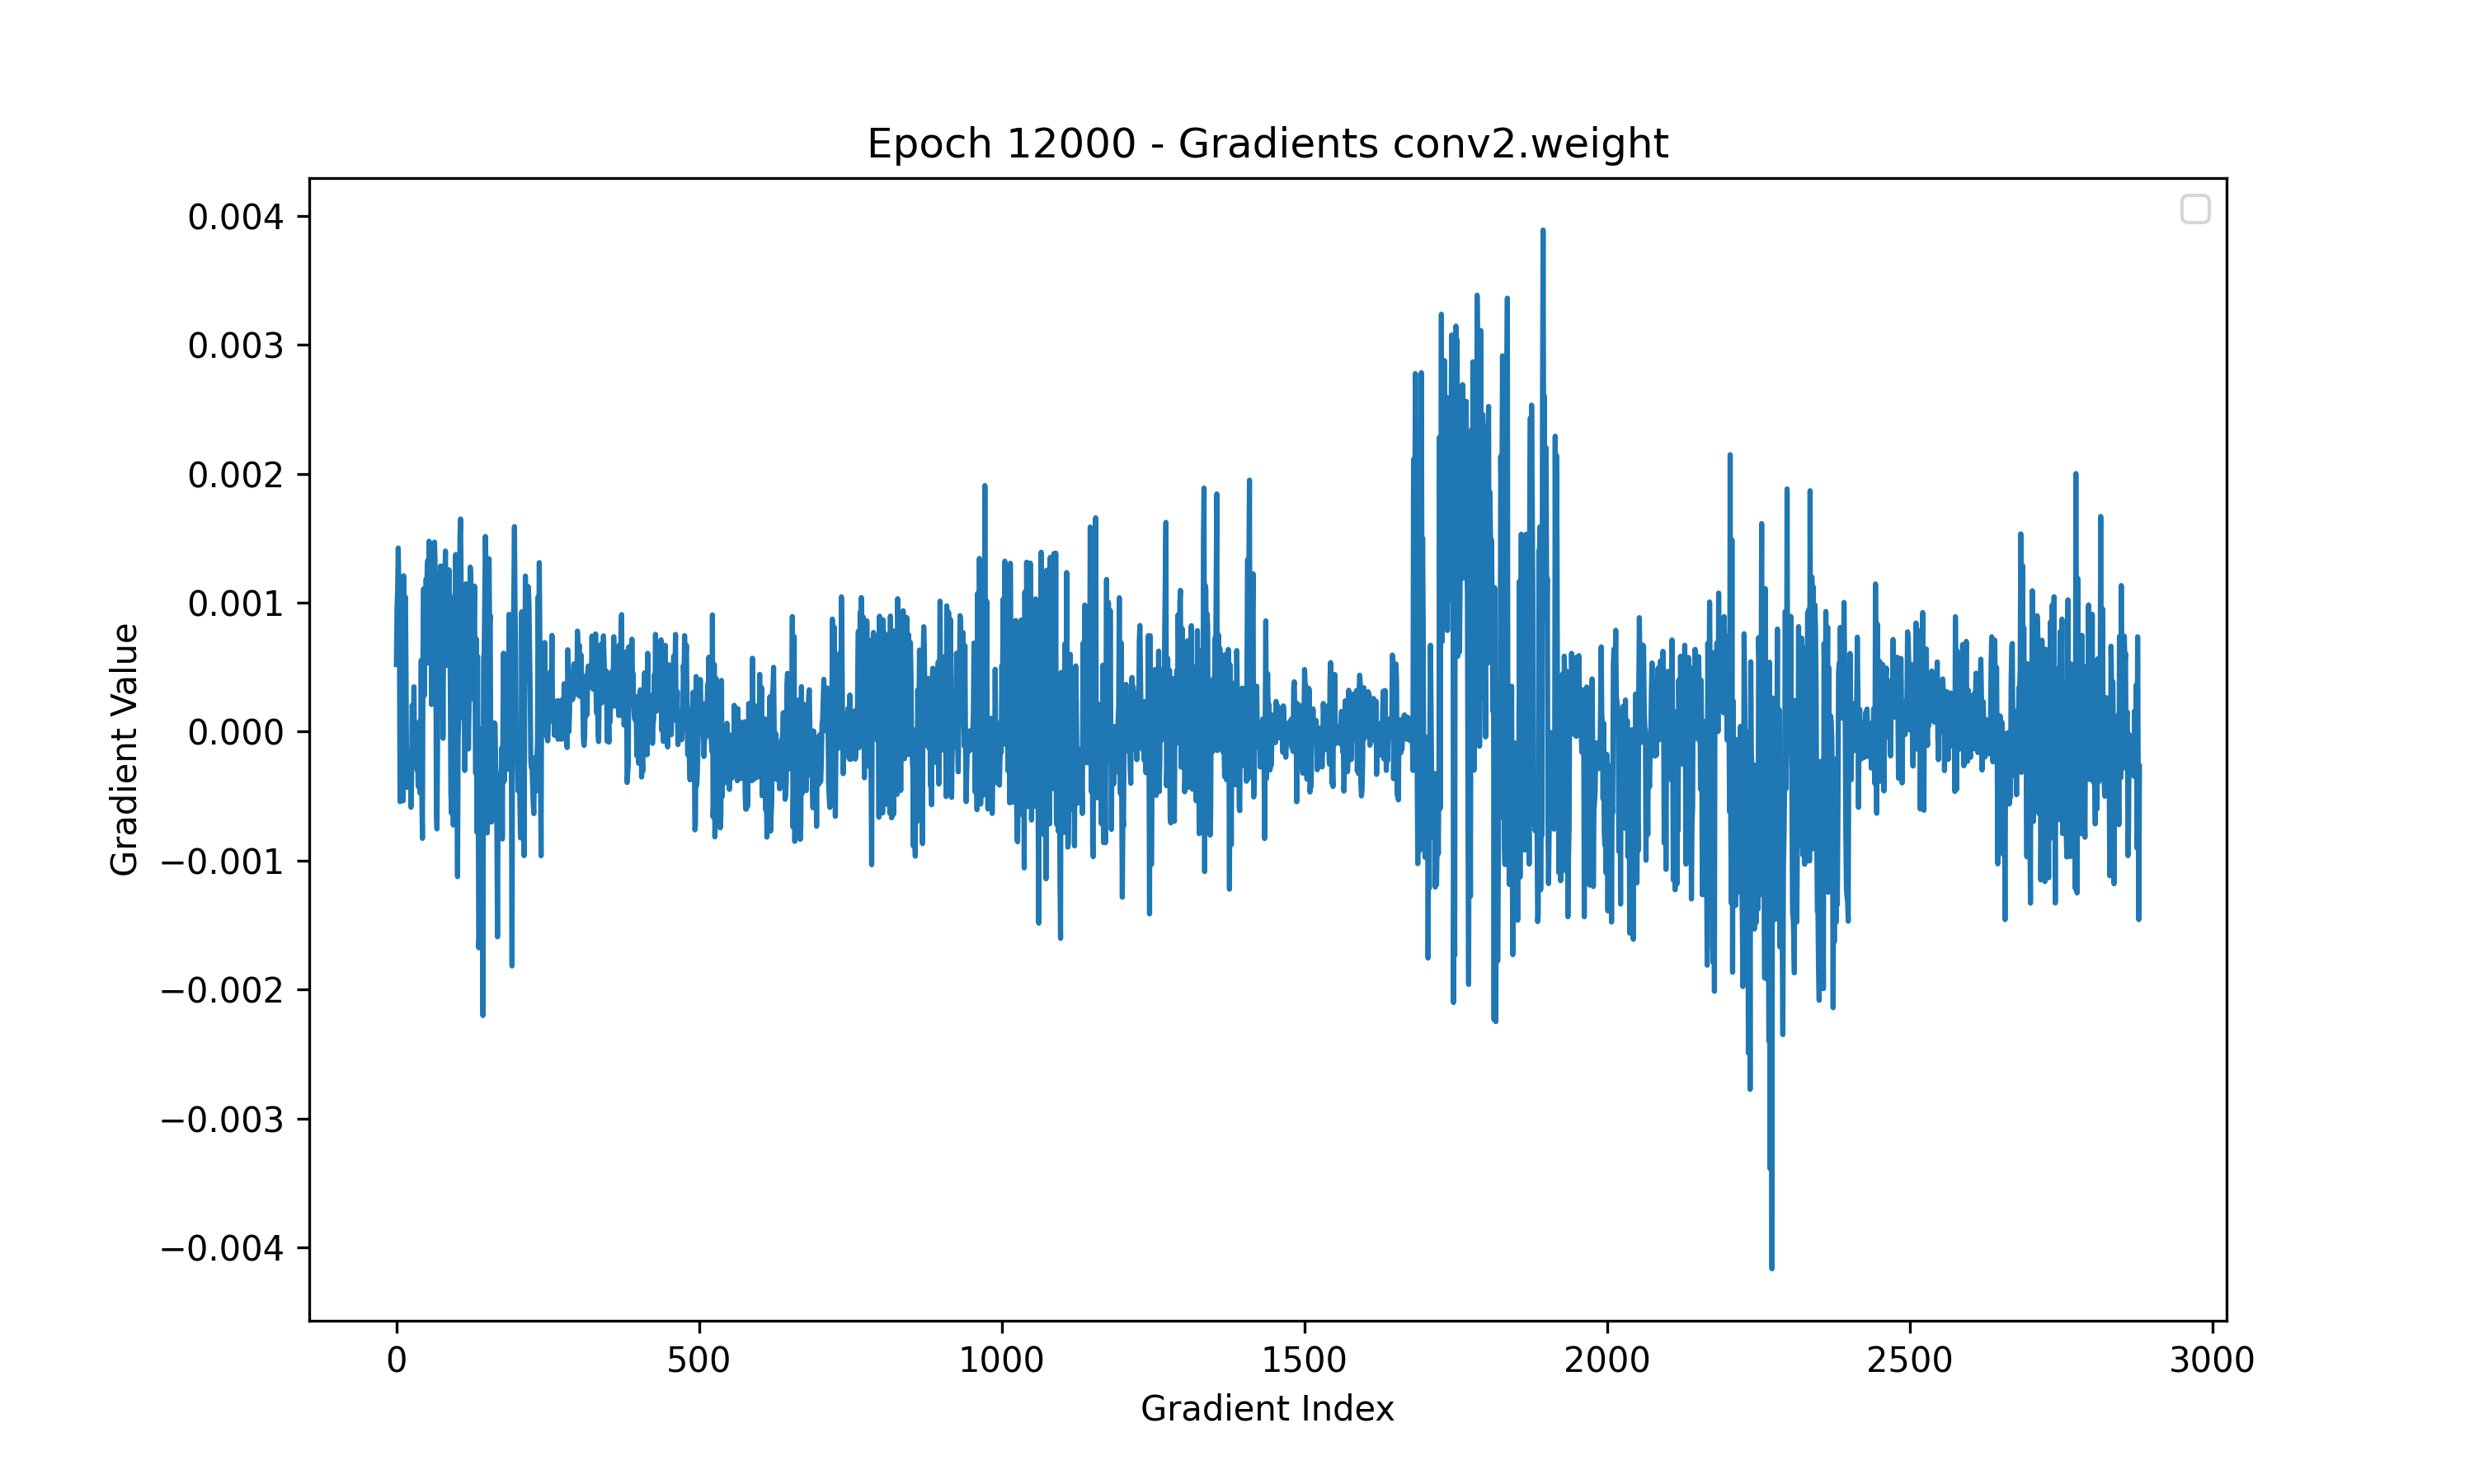 Epoch 12000 - Gradients conv2.weight
0.004
0.003
0.002
0.001
0.000
−0.001
−0.002
−0.003
−0.004
Gradient Value
0 500 1000 1500 2000 2500 3000
Gradient Index